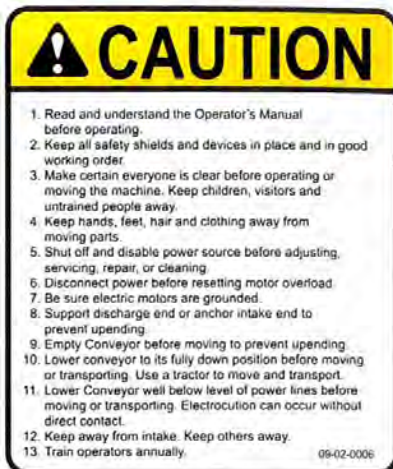 CAUTION
1. Read and understand the Operator's Manual
before operating.
2. Keep all safety shields and devices in place and in good
working order.
3. Make certain everyone is clear before operating or
moving the machine. Keep children, visitors and
untrained people away.
4. Keep hands, feet, hair and clothing away from
moving parts.
5. Shut off and disable power source before adjusting,
servicing, repair, or cleaning.
6. Disconnect power before resetting motor overload.
7. Be sure electric motors are grounded.
8. Support discharge end or anchor intake end to
prevent upending.
9. Empty Conveyor before moving to prevent upending.
10. Lower conveyor to its fully down position before moving
or transporting. Use a tractor to move and transport.
11. Lower Conveyor well below level of power lines before
moving or transporting. Electrocution can occur without
direct contact.
12. Keep away from intake. Keep others away.
13. Train operators annually.
09-02-0006